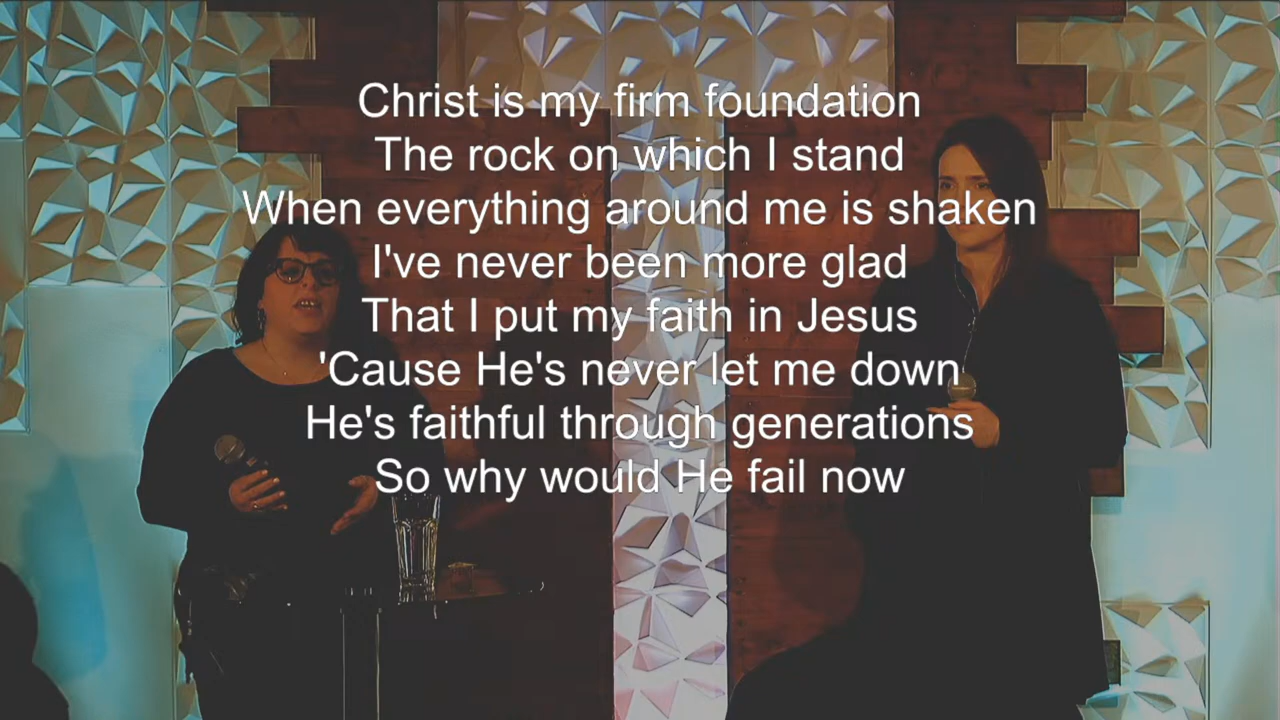 Christ is my firm foundation
The rock on which I stand
When everything around me is shaken
I've never been more glad
That I put my faith in Jesus
'Cause He's never let me down
He's faithful through generations
So why would He fail now